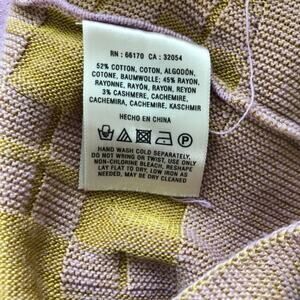 RN : 66170 CA : 32054
52% COTTON, COTON, ALGODÓN,
COTONE, BAUMWOLLE; 45% RAYON,
RAYONNE, RAYÓN, RAYON, REYON
3% CASHMERE, CACHEMIRE,
CACHEMIRA, CACHEMIRE, KASCHMIR
HECHO EN CHINA
HAND WASH COLD SEPARATELY,
DO NOT WRING OR TWIST, USE ONLY
NON-CHLORINE BLEACH, RESHAPE
LAY FLAT TO DRY, LOW IRON AS
NEEDED, MAY BE DRY CLEANED